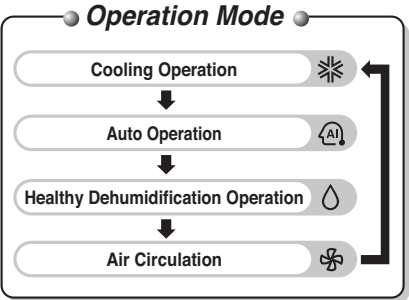 Operation Mode
Cooling Operation
Auto Operation
AI
Healthy Dehumidification Operation
Air Circulation